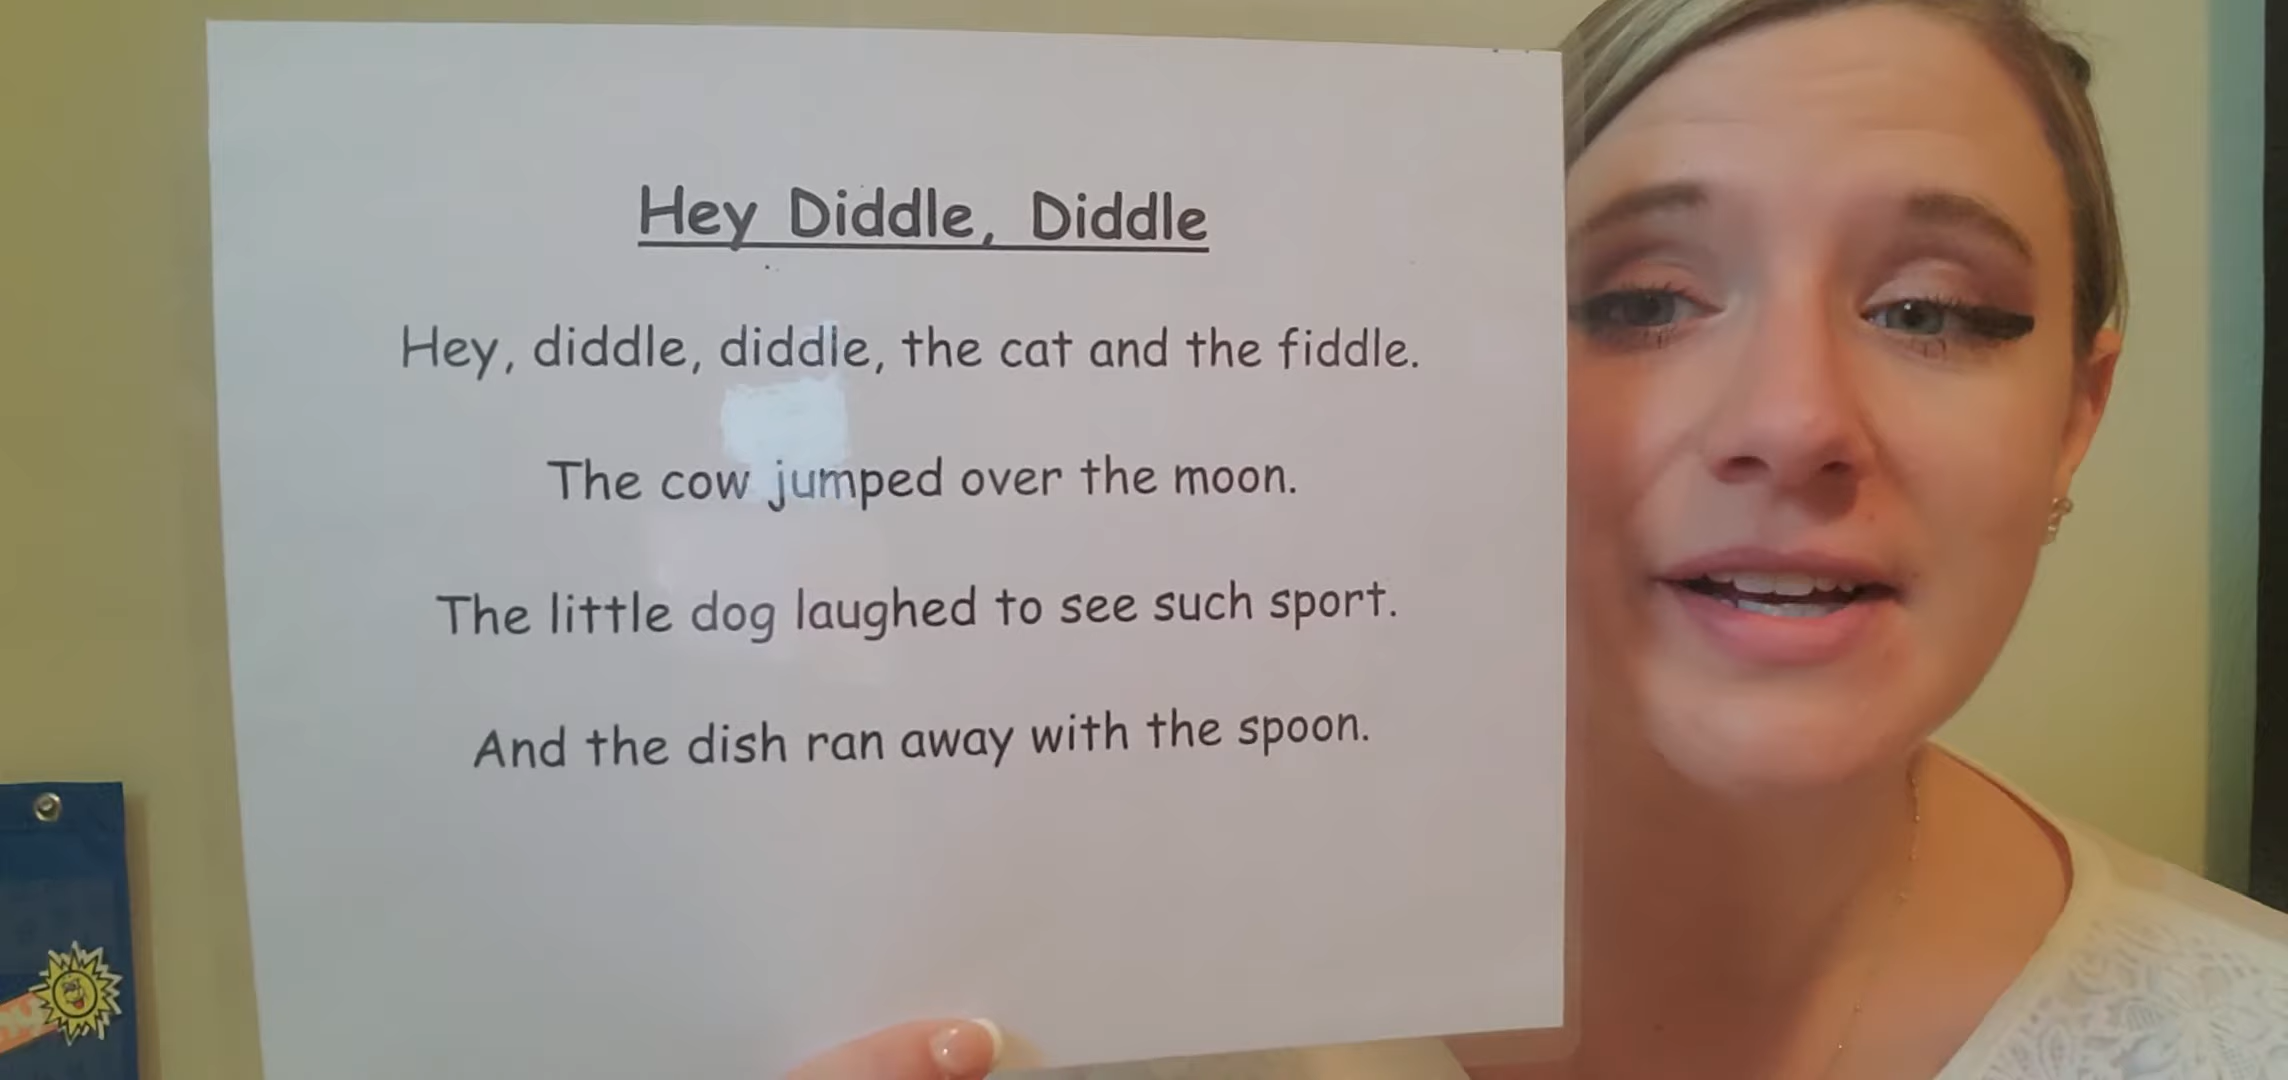 Hey Diddle, Diddle
Hey, diddle, diddle, the cat and the fiddle.
The cow jumped over the moon.
The little dog laughed to see such sport.
And the dish ran away with the spoon.